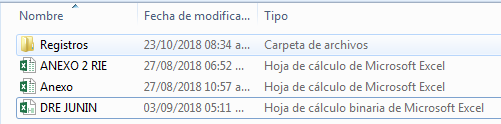 Nombre Fecha de modifica... Tipo
Registros 23/10/2018 08:34 a... Carpeta de archivos
ANEXO 2 RIE 27/08/2018 06:52 ... Hoja de cálculo de Microsoft Excel
Anexo 27/08/2018 10:57 a... Hoja de cálculo de Microsoft Excel
DRE JUNIN 03/09/2018 05:11 ... Hoja de cálculo binaria de Microsoft Excel